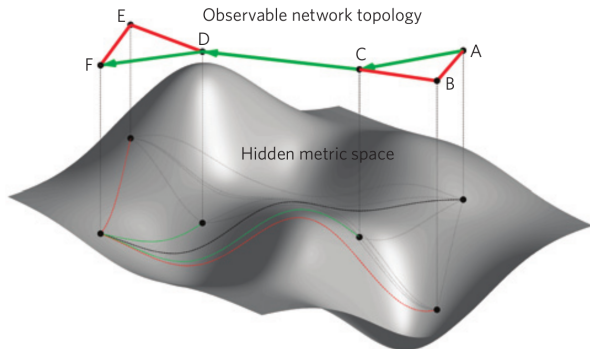 Observable network topology
E
D
F
C
A
B
Hidden metric space